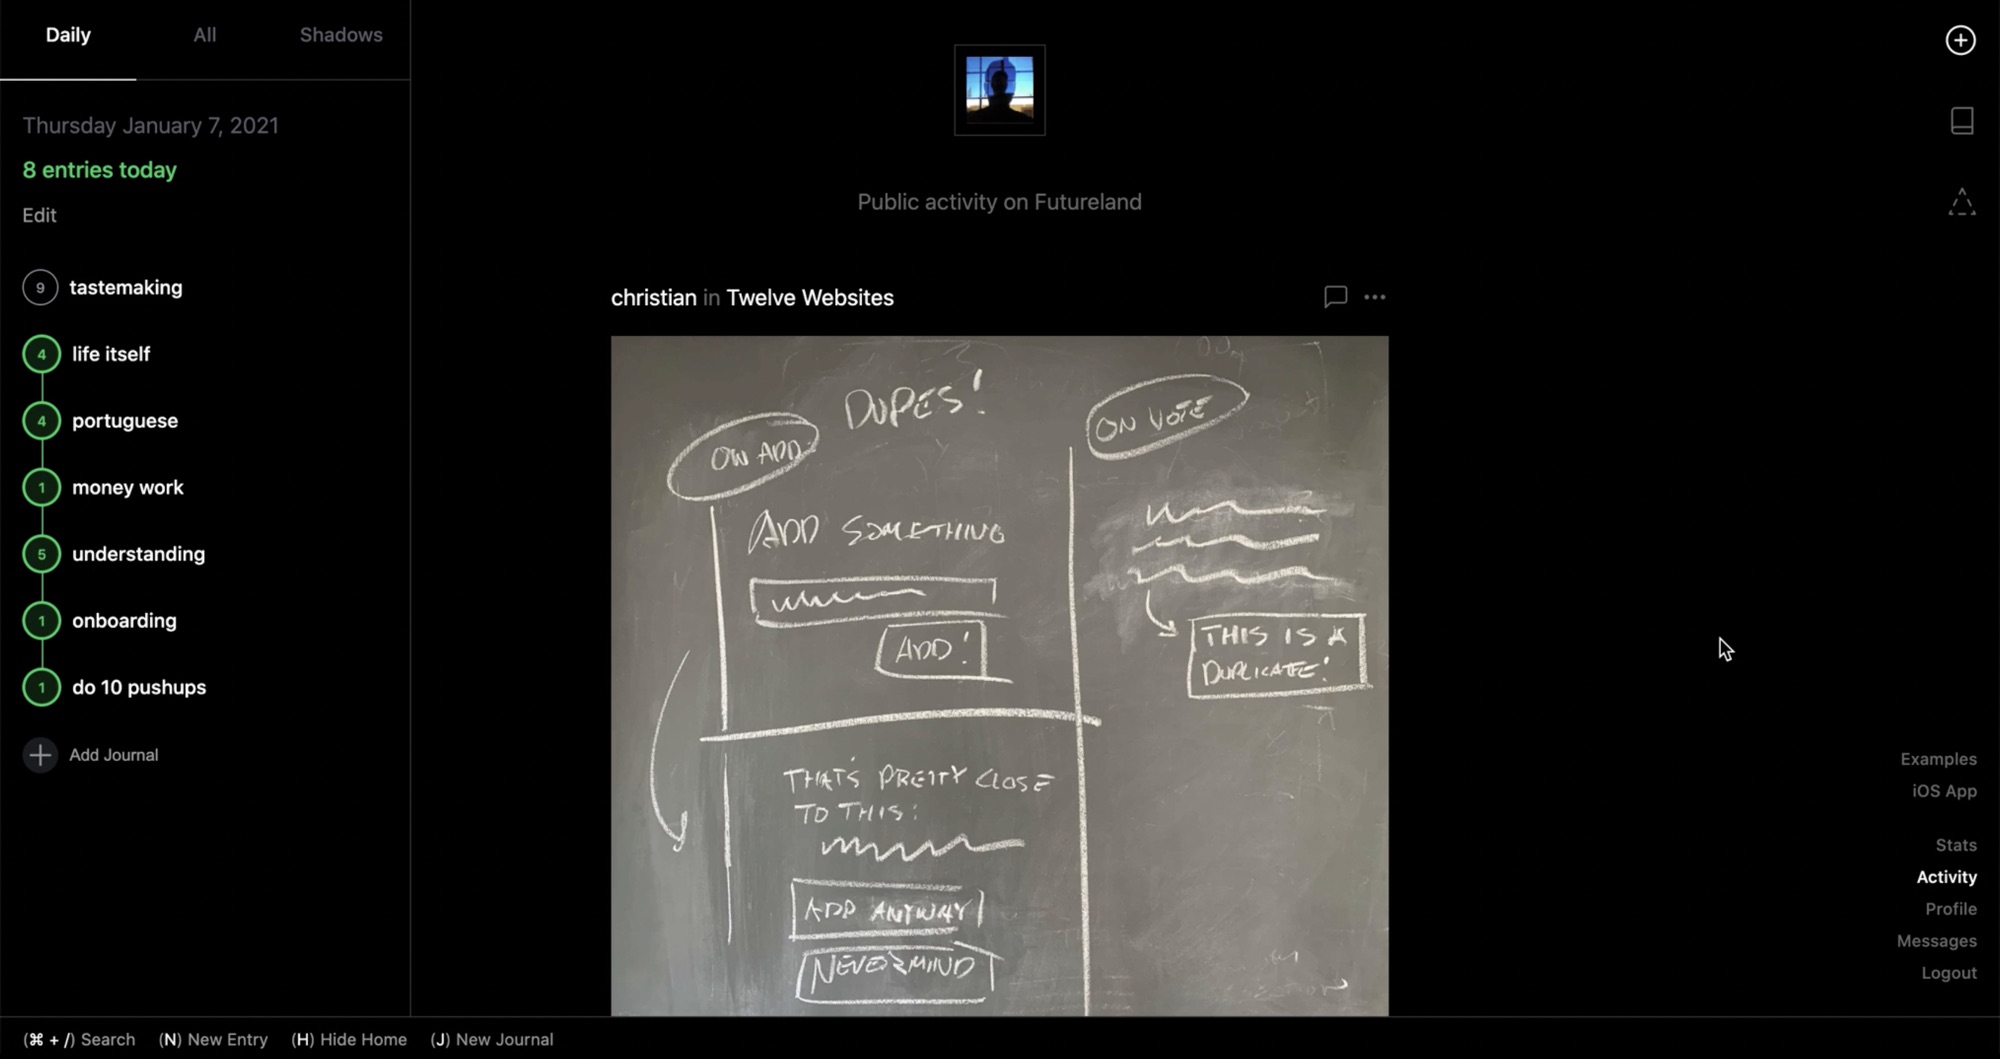 Daily
All
Shadows
Thursday January 7, 2021
8 entries today
Edit
9 tastemaking
4 life itself
4 portuguese
1 money work
5 understanding
1 onboarding
1 do 10 pushups
Add Journal
Public activity on Futureland
christian in Twelve Websites
DUPES!
ON ADD
ADD SOMETHING
ADD!
THAT'S PRETTY CLOSE
TO THIS:
ADD ANYWAY
NEVERMIND
ON VOTE
THIS IS A
DUPLICATE!
Examples
iOS App
Stats
Activity
Profile
Messages
Logout
(⌘ + /) Search
(N) New Entry
(H) Hide Home
(J) New Journal